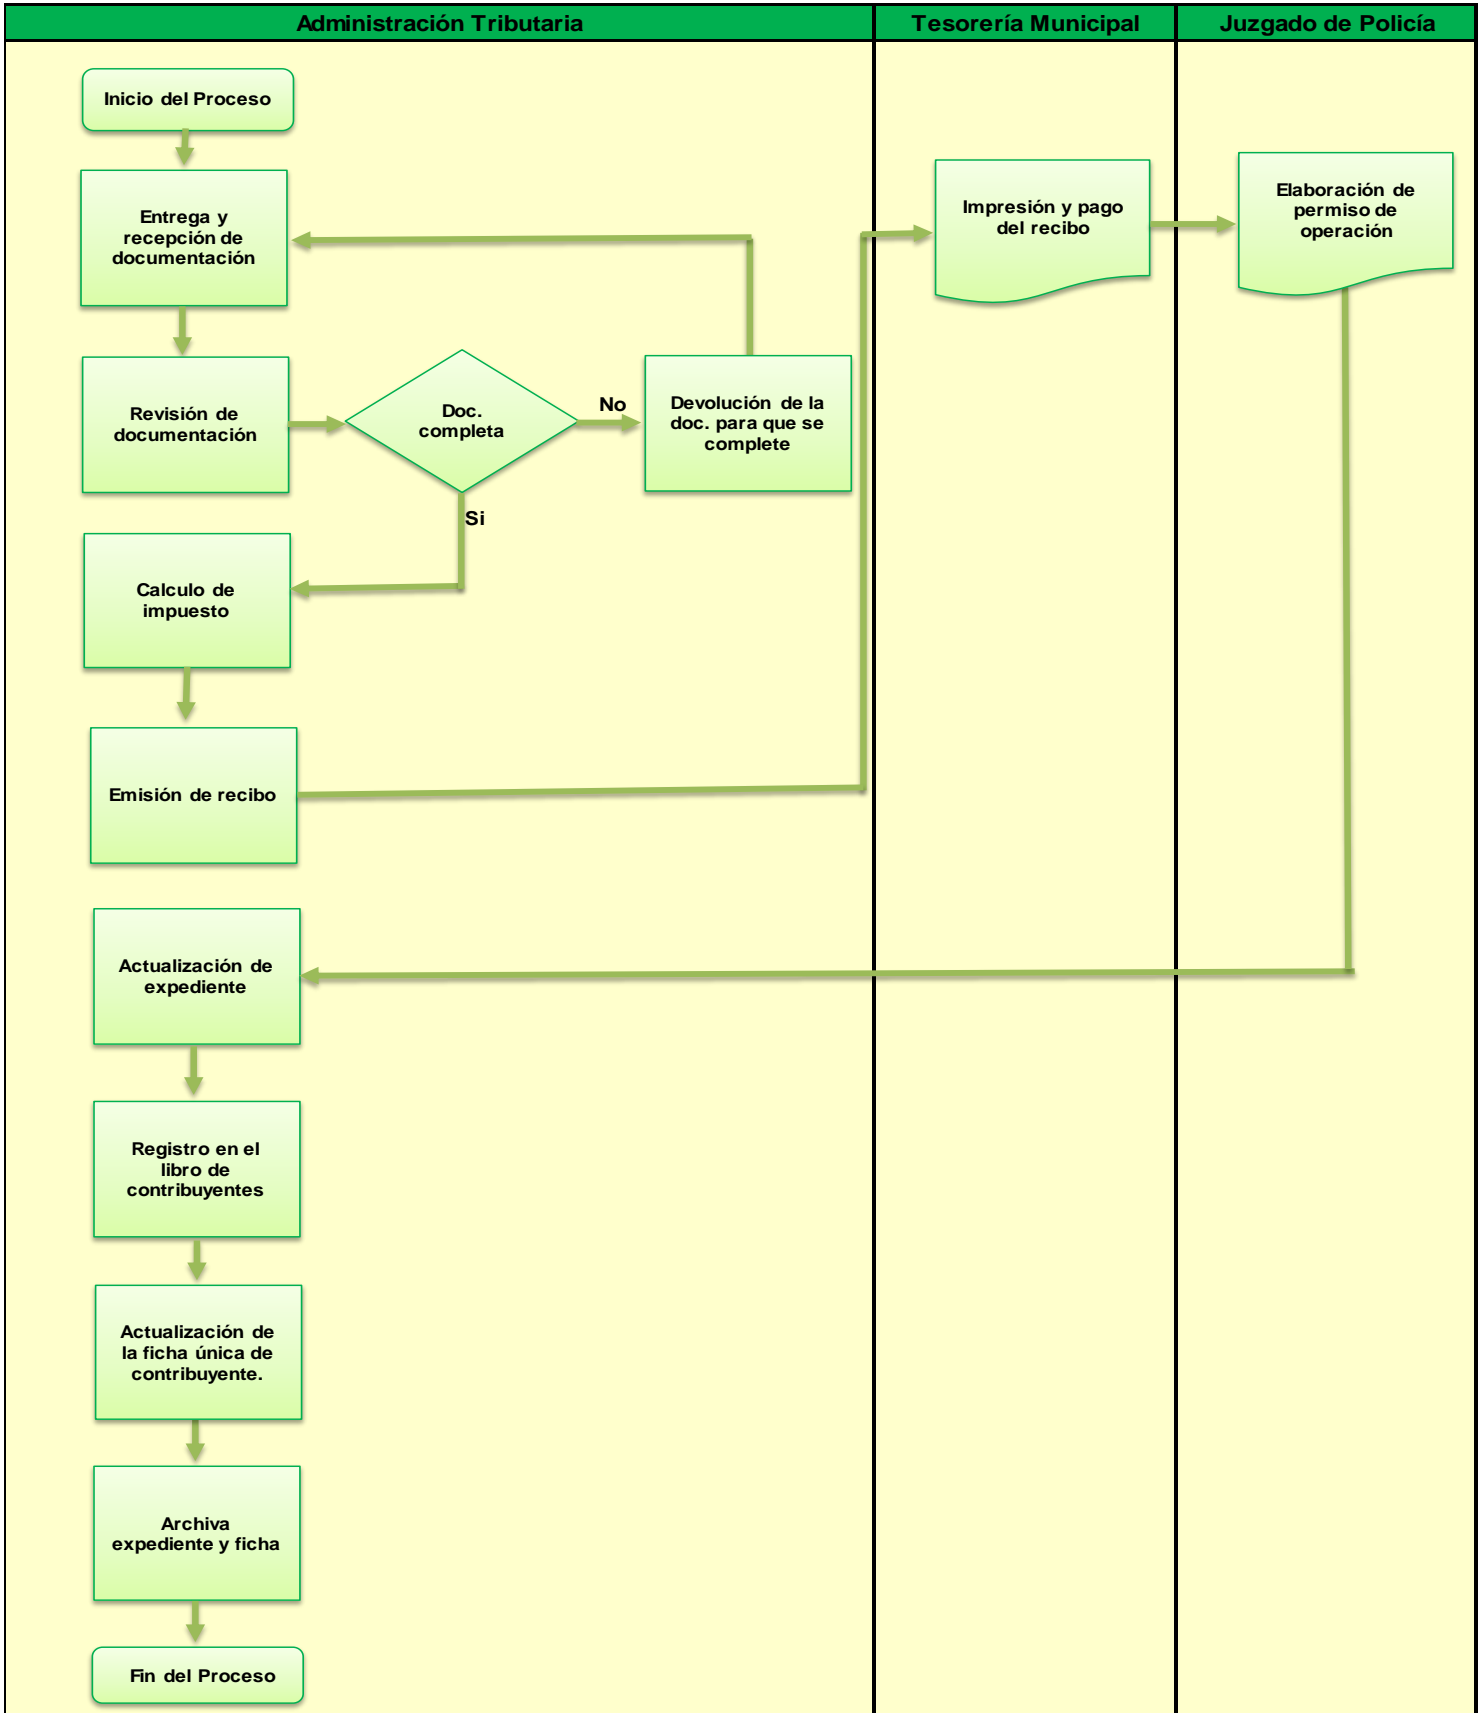 Administración Tributaria
Tesorería Municipal
Juzgado de Policía
Inicio del Proceso
Entrega y
recepción de
documentación
Impresión y pago
del recibo
Elaboración de
permiso de
operación
Revisión de
documentación
Doc.
completa
No
Devolución de la
doc. para que se
complete
Si
Calculo de
impuesto
Emisión de recibo
Actualización de
expediente
Registro en el
libro de
contribuyentes
Actualización de
la ficha única de
contribuyente.
Archiva
expediente y ficha
Fin del Proceso